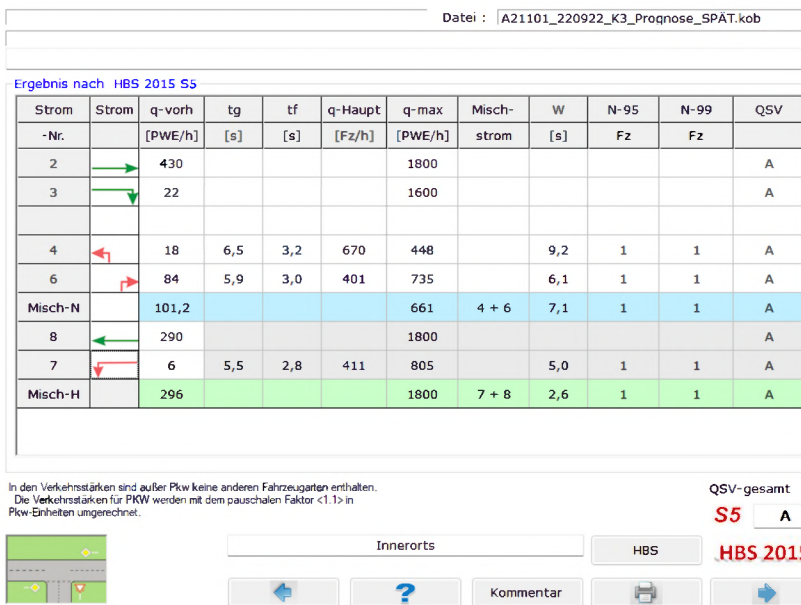 Datei : A21101_220922_K3_Prognose_SPÄT.kob
Ergebnis nach HBS 2015 S5
Strom Strom q-vorh tg tf q-Haupt q-max Misch- W N-95 N-99 QSV
-Nr. [PWE/h] [s] [s] [Fz/h] [PWE/h] strom [s] Fz Fz
2 430 1800 A
3 22 1600 A
4 18 6,5 3,2 670 448 9,2 1 1 A
6 84 5,9 3,0 401 735 6,1 1 1 A
Misch-N 101,2 661 4 + 6 7,1 1 1 A
8 290 1800 A
7 6 5,5 2,8 411 805 5,0 1 1 A
Misch-H 296 1800 7 + 8 2,6 1 1 A
In den Verkehrsstärken sind außer Pkw keine anderen Fahrzeugarten enthalten.
Die Verkehrsstärken für PKW werden mit dem pauschalen Faktor <1.1> in
Pkw-Einheiten umgerechnet.
QSV-gesamt
S5 A
Innerorts HBS HBS 2015
? Kommentar